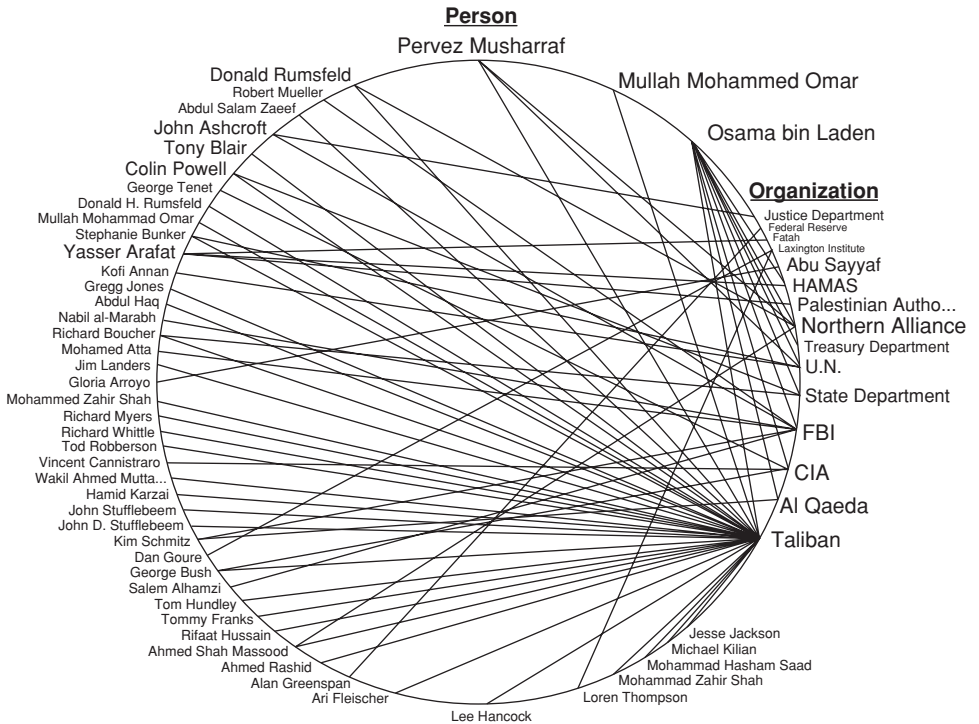 Person
Pervez Musharraf
Donald Rumsfeld
Mullah Mohammed Omar
Robert Mueller
Abdul Salam Zaeef
John Ashcroft
Osama bin Laden
Tony Blair
Colin Powell
George Tenet
Organization
Donald H. Rumsfeld
Justice Department
Mullah Mohammad Omar
Federal Reserve
Stephanie Bunker
Fatah
Yasser Arafat
Laxington Institute
Abu Sayyaf
Kofi Annan
HAMAS
Gregg Jones
Abdul Haq
Palestinian Autho...
Nabil al-Marabh
Northern Alliance
Richard Boucher
Treasury Department
Mohamed Atta
U.N.
Jim Landers
Gloria Arroyo
State Department
Mohammed Zahir Shah
Richard Myers
FBI
Richard Whittle
Tod Robberson
Vincent Cannistraro
CIA
Wakil Ahmed Mutta...
Hamid Karzai
Al Qaeda
John Stufflebeem
John D. Stufflebeem
Taliban
Kim Schmitz
Dan Goure
George Bush
Salem Alhamzi
Tom Hundley
Tommy Franks
Rifaat Hussain
Jesse Jackson
Ahmed Shah Massood
Michael Kilian
Ahmed Rashid
Mohammad Hasham Saad
Alan Greenspan
Mohammad Zahir Shah
Ari Fleischer
Loren Thompson
Lee Hancock